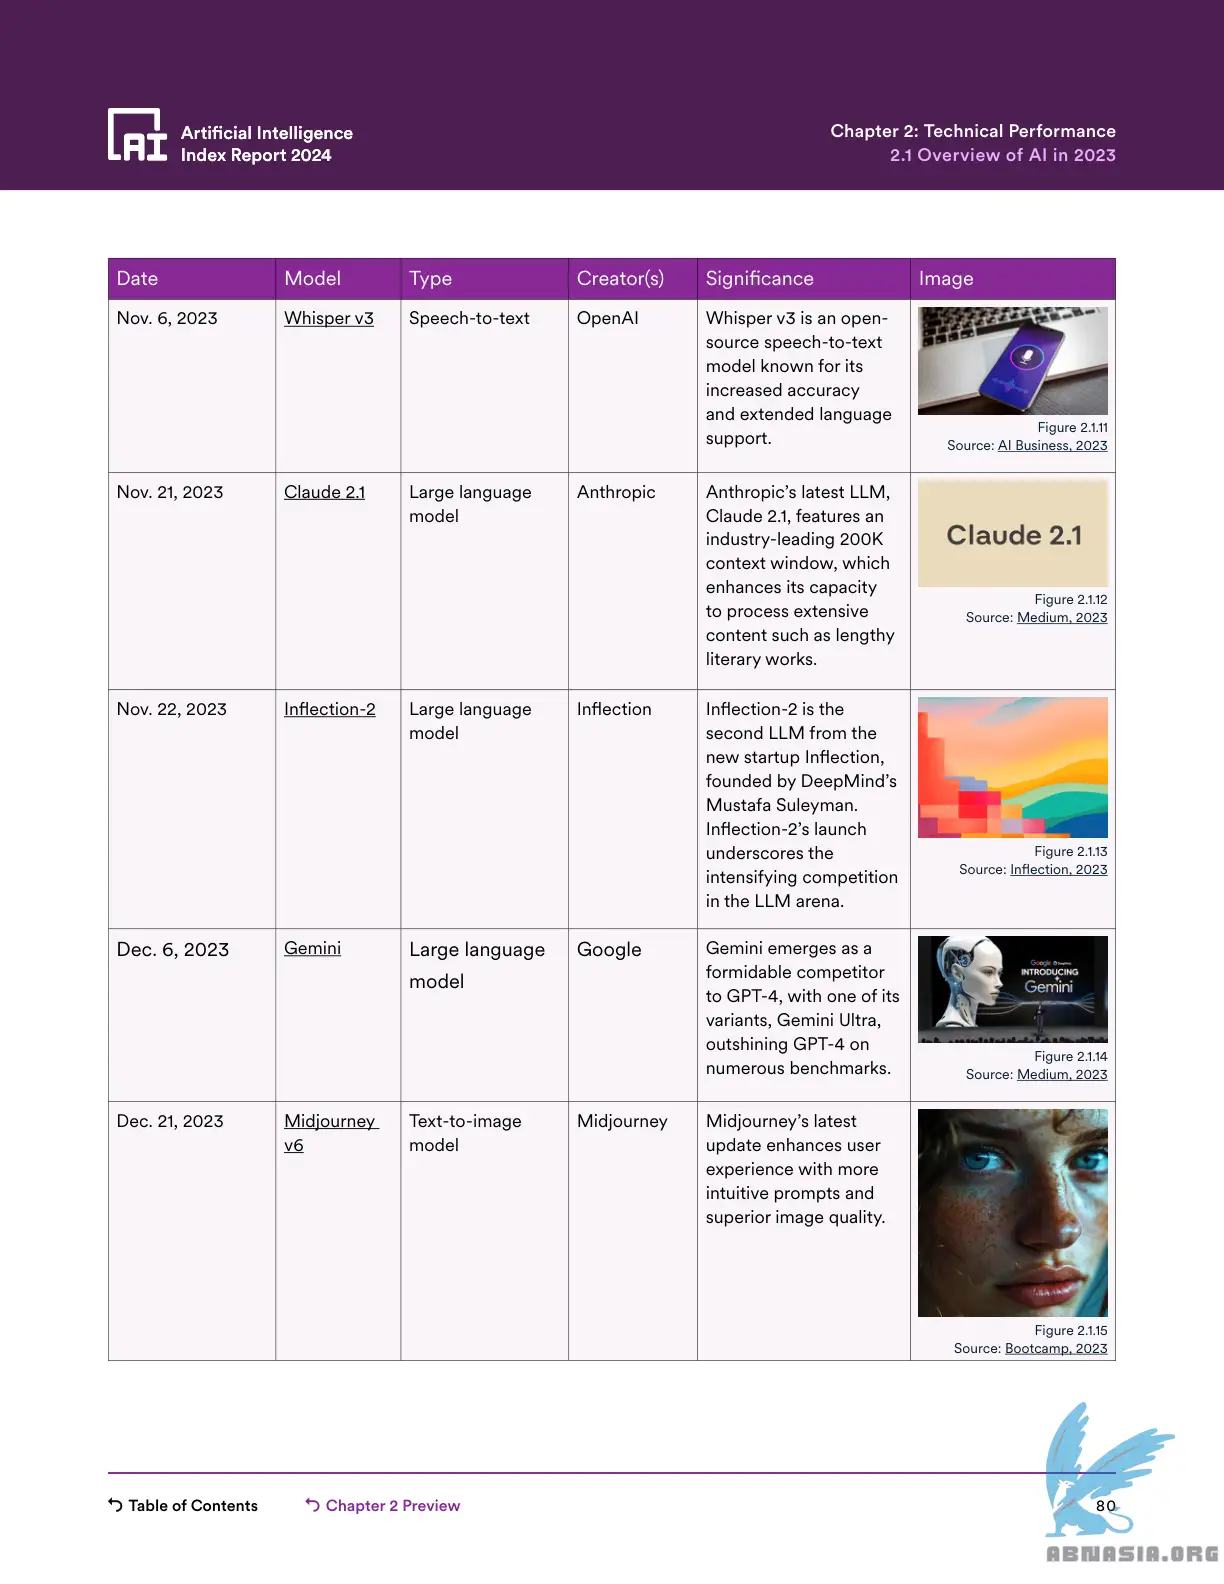 Artificial Intelligence
Index Report 2024
Chapter 2: Technical Performance
2.1 Overview of AI in 2023
Date Model Type Creator(s) Significance Image
Nov. 6, 2023 Whisper v3 Speech-to-text OpenAI Whisper v3 is an open-
source speech-to-text
model known for its
increased accuracy
and extended language
support.
Figure 2.1.11
Source: AI Business, 2023
Nov. 21, 2023 Claude 2.1 Large language Anthropic Anthropic's latest LLM,
model Claude 2.1, features an
industry-leading 200K
context window, which
enhances its capacity
to process extensive
content such as lengthy
literary works.
Claude 2.1
Figure 2.1.12
Source: Medium, 2023
Nov. 22, 2023 Inflection-2 Large language Inflection Inflection-2 is the
model second LLM from the
new startup Inflection,
founded by DeepMind's
Mustafa Suleyman.
Inflection-2's launch
underscores the
intensifying competition
in the LLM arena.
Figure 2.1.13
Source: Inflection, 2023
Dec. 6, 2023 Gemini Large language Google Gemini emerges as a
model formidable competitor
to GPT-4, with one of its
variants, Gemini Ultra,
outshining GPT-4 on
numerous benchmarks.
Google DeepMind
INTRODUCING
Gemini
Figure 2.1.14
Source: Medium, 2023
Dec. 21, 2023 Midjourney Text-to-image Midjourney Midjourney's latest
v6 model update enhances user
experience with more
intuitive prompts and
superior image quality.
Figure 2.1.15
Source: Bootcamp, 2023
Table of Contents Chapter 2 Preview 80
ABNASIA.ORG